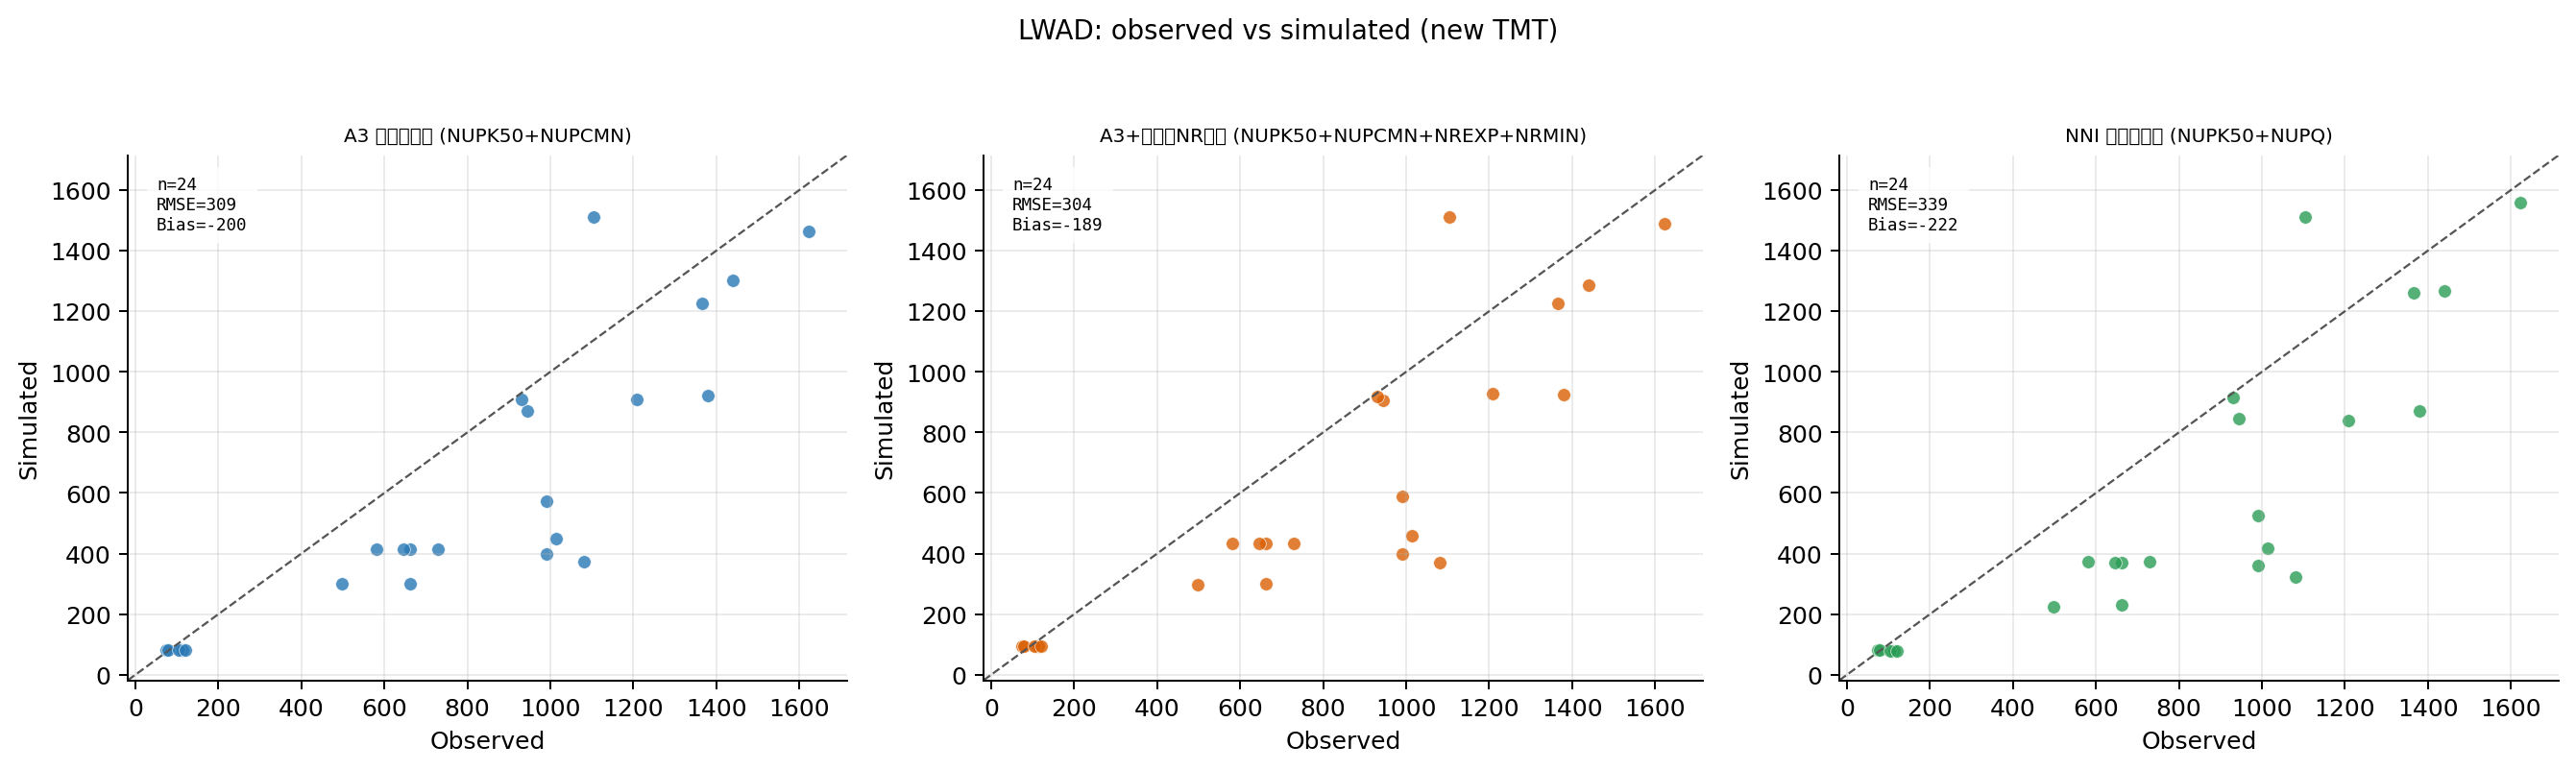 LWAD: observed vs simulated (new TMT)
A3 □□□□□ (NUPK50+NUPCMN)
n=24
RMSE=309
Bias=-200
1600
1400
1200
1000
800
600
400
200
0
Simulated
0 200 400 600 800 1000 1200 1400 1600
Observed
A3+□□□NR□□ (NUPK50+NUPCMN+NREXP+NRMIN)
n=24
RMSE=304
Bias=-189
1600
1400
1200
1000
800
600
400
200
0
Simulated
0 200 400 600 800 1000 1200 1400 1600
Observed
NNI □□□□□ (NUPK50+NUPQ)
n=24
RMSE=339
Bias=-222
1600
1400
1200
1000
800
600
400
200
0
Simulated
0 200 400 600 800 1000 1200 1400 1600
Observed